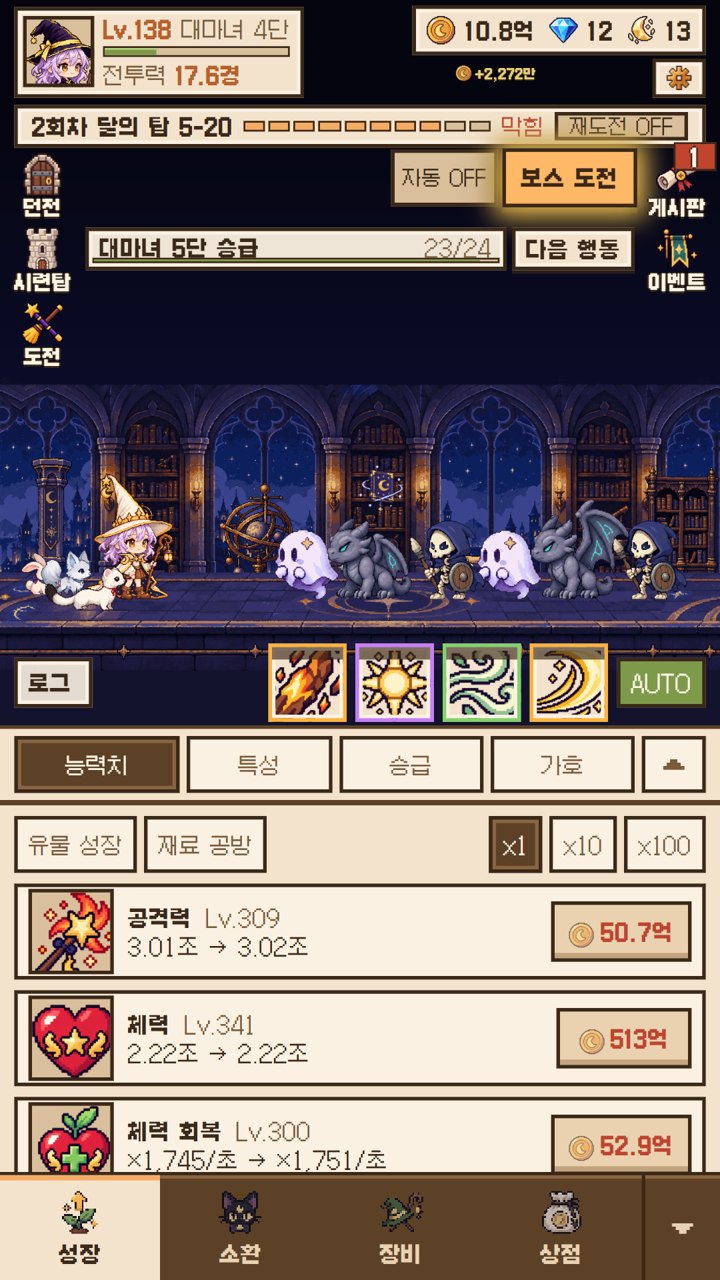 Lv.138 대마녀 4단
전투력 17.6경
10.8억 12 13
+2,272만
2회차 달의 탑 5-20 막힘 재도전 OFF
던전
자동 OFF
보스 도전
1
게시판
시련탑
대마녀 5단 승급 23/24
다음 행동
이벤트
도전
로그
AUTO
능력치 특성 승급 가호
유물 성장 재료 공방 x1 x10 x100
공격력 Lv.309
3.01조 → 3.02조
50.7억
체력 Lv.341
2.22조 → 2.22조
513억
체력 회복 Lv.300
×1,745/초 → ×1,751/초
52.9억
성장 소환 장비 상점